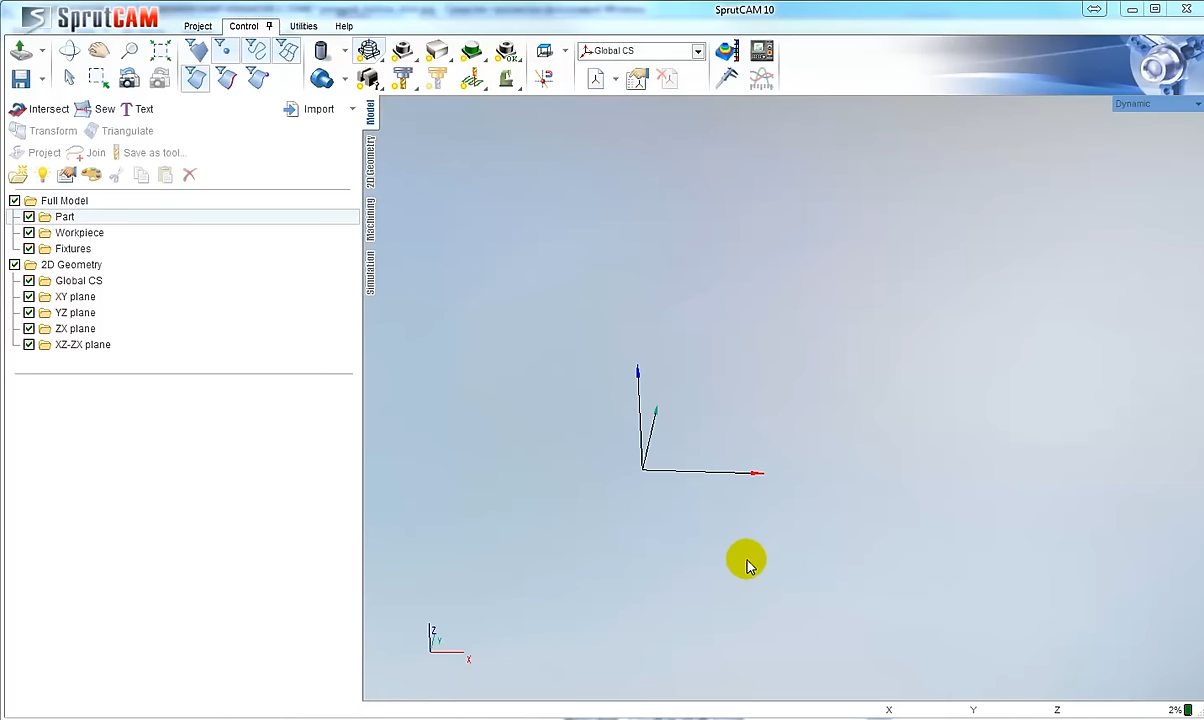 SprutCAM
SprutCAM 10
Project Control Utilities Help
Global CS
OK
Intersect Sew Text Import
Transform Triangulate
Project Join Save as tool...
Full Model
Part
Workpiece
Fixtures
2D Geometry
Global CS
XY plane
YZ plane
ZX plane
XZ-ZX plane
Model
2D Geometry
Machining
Simulation
Dynamic
Z
Y
X
X Y Z 2%